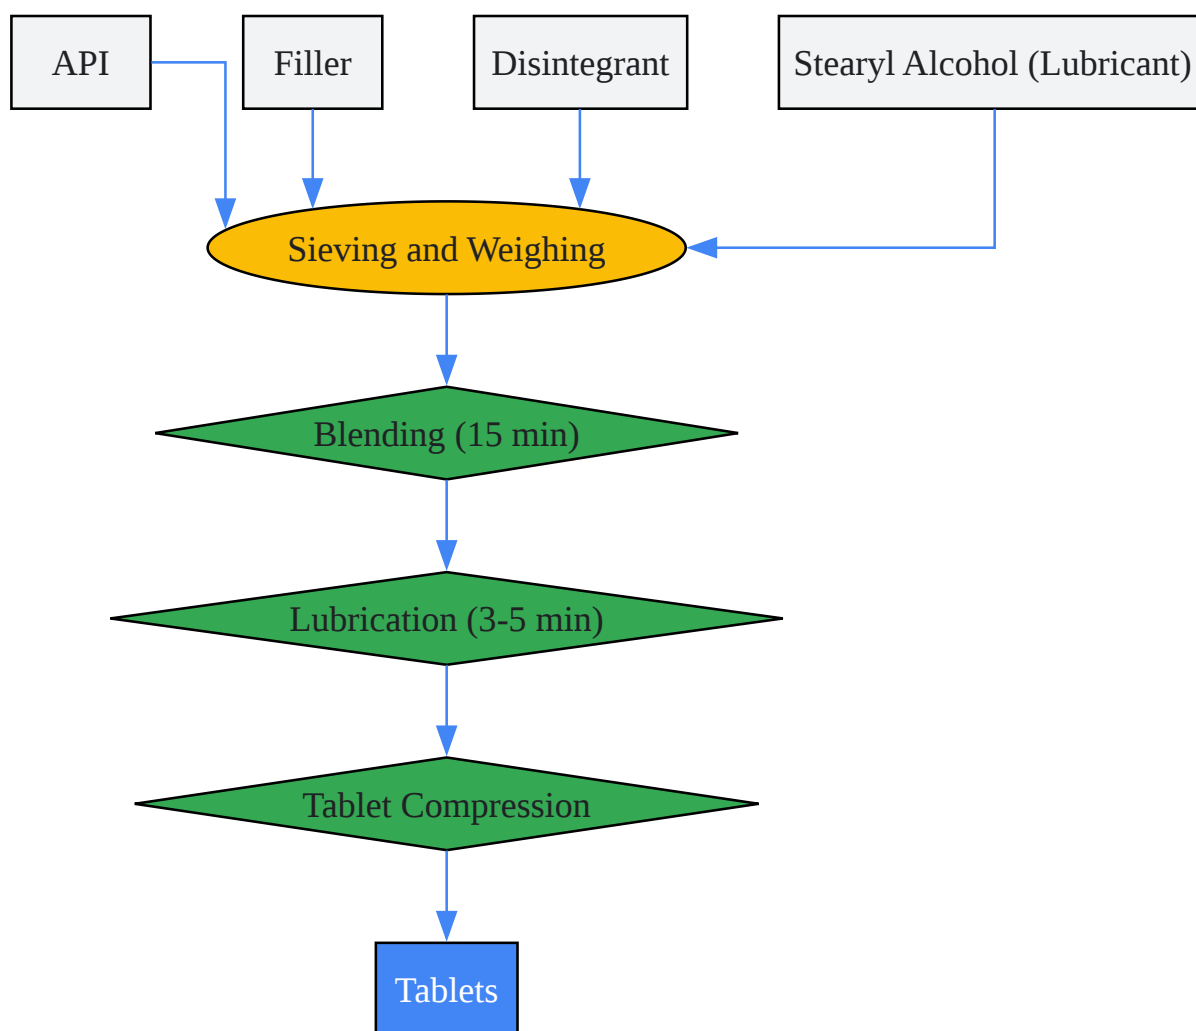 API
Filler
Disintegrant
Stearyl Alcohol (Lubricant)
Sieving and Weighing
Blending (15 min)
Lubrication (3-5 min)
Tablet Compression
Tablets